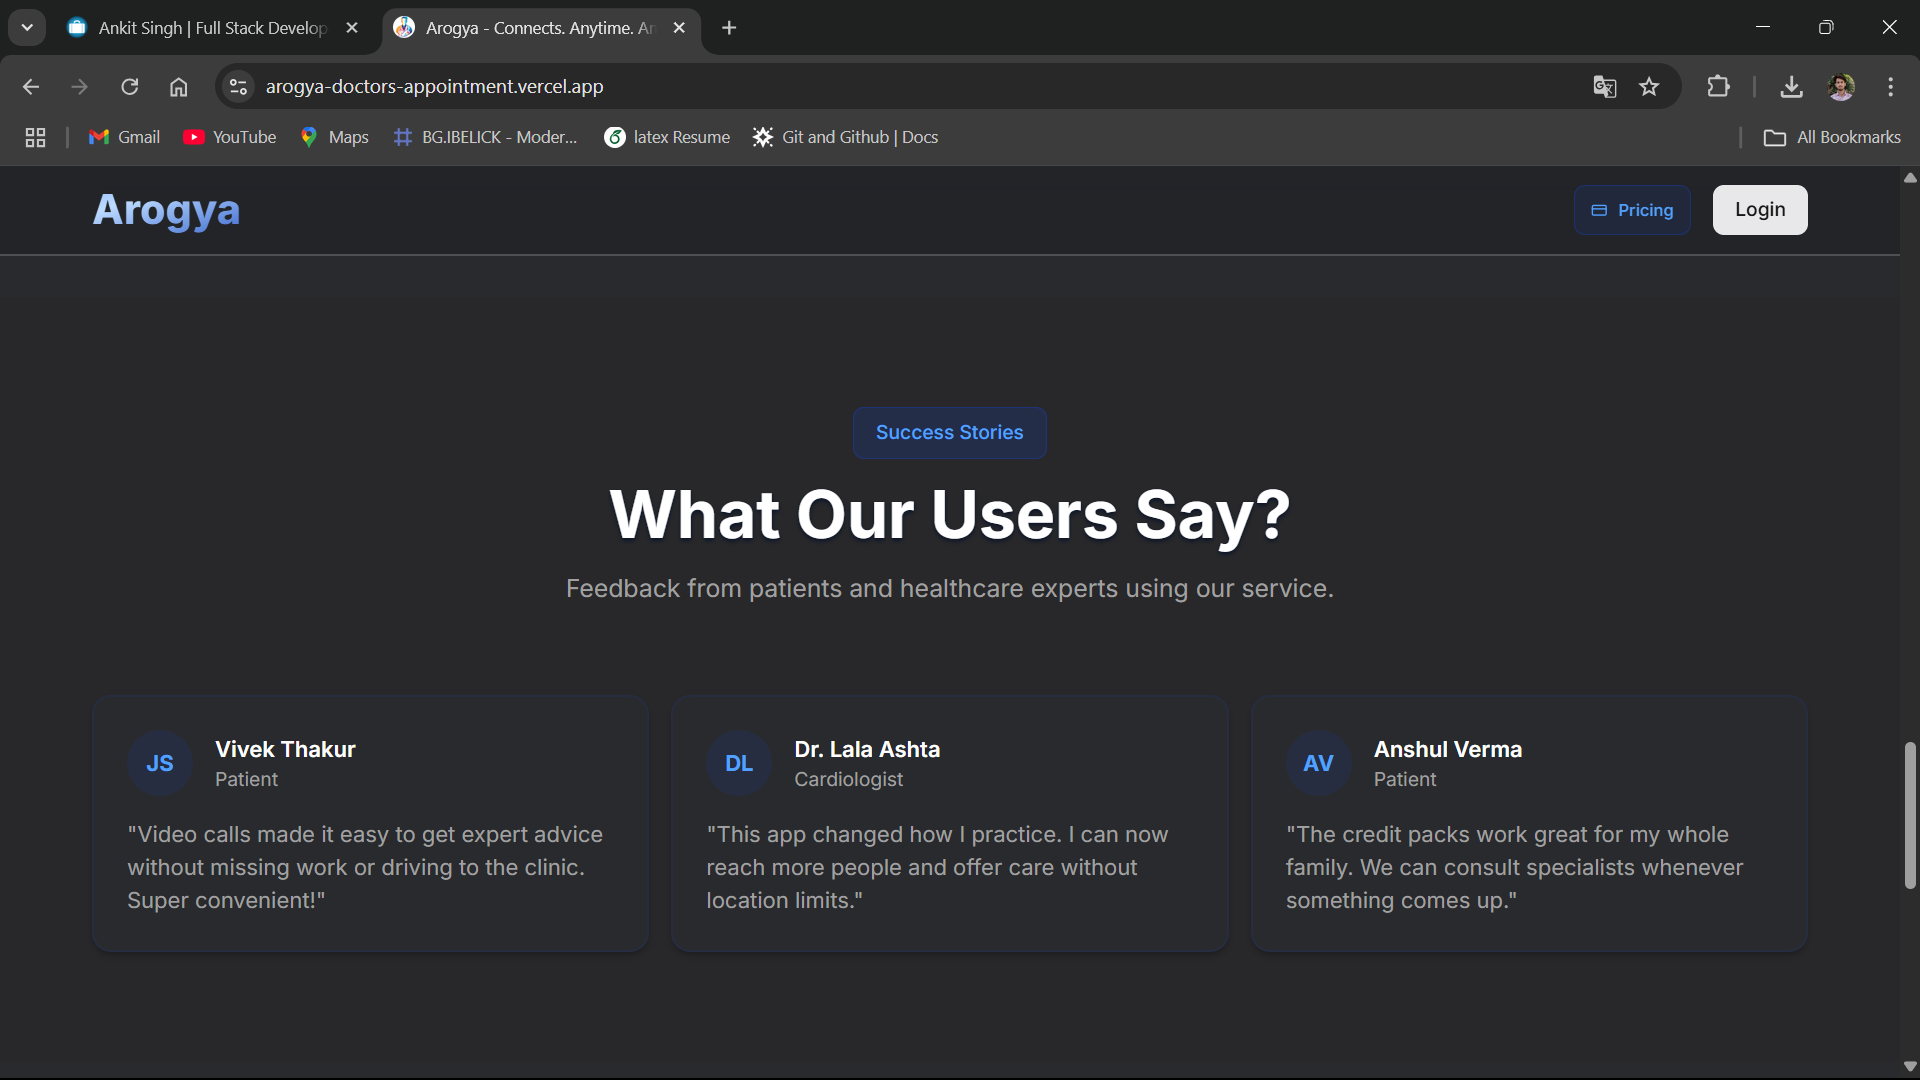 Ankit Singh | Full Stack Develop
Arogya - Connects. Anytime. An
arogya-doctors-appointment.vercel.app
Gmail
YouTube
Maps
BG.IBELICK - Moder...
latex Resume
Git and Github | Docs
All Bookmarks
Arogya
Pricing
Login
Success Stories
What Our Users Say?
Feedback from patients and healthcare experts using our service.
JS
Vivek Thakur
Patient
"Video calls made it easy to get expert advice
without missing work or driving to the clinic.
Super convenient!"
DL
Dr. Lala Ashta
Cardiologist
"This app changed how I practice. I can now
reach more people and offer care without
location limits."
AV
Anshul Verma
Patient
"The credit packs work great for my whole
family. We can consult specialists whenever
something comes up."